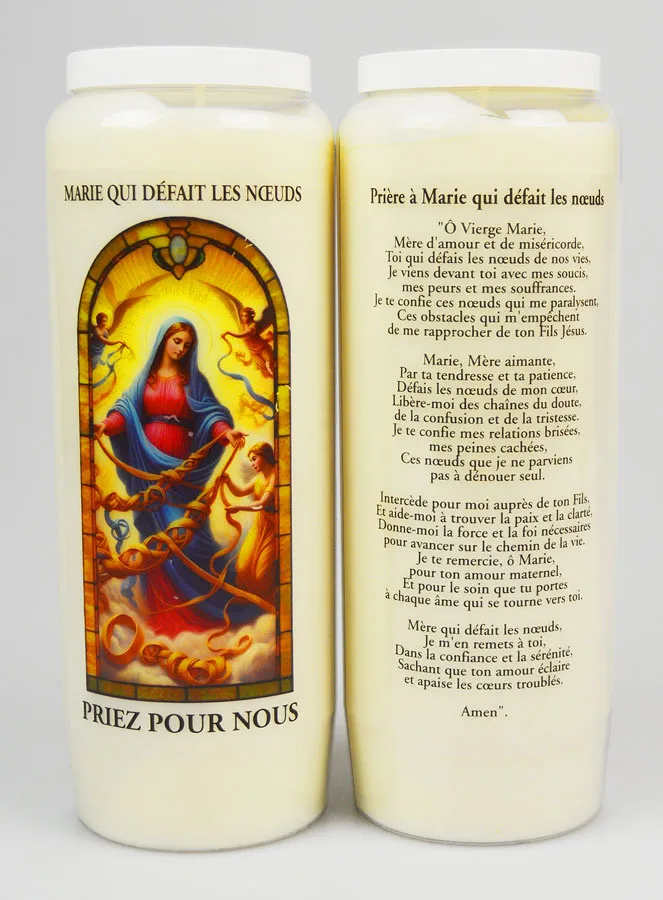 MARIE QUI DÉFAIT LES NŒUDS
PRIEZ POUR NOUS
Prière à Marie qui défait les nœuds
"Ô Vierge Marie,
Mère d'amour et de miséricorde,
Toi qui défais les nœuds de nos vies,
Je viens devant toi avec mes soucis,
mes peurs et mes souffrances.
Je te confie ces nœuds qui me paralysent,
Ces obstacles qui m'empêchent
de me rapprocher de ton Fils Jésus.
Marie, Mère aimante,
Par ta tendresse et ta patience,
Défais les nœuds de mon cœur,
Libère-moi des chaînes du doute,
de la confusion et de la tristesse.
Je te confie mes relations brisées,
mes peines cachées,
Ces nœuds que je ne parviens
pas à dénouer seul.
Intercède pour moi auprès de ton Fils,
Et aide-moi à trouver la paix et la clarté,
Donne-moi la force et la foi nécessaires
pour avancer sur le chemin de la vie.
Je te remercie, ô Marie,
pour ton amour maternel,
Et pour le soin que tu portes
à chaque âme qui se tourne vers toi.
Mère qui défait les nœuds,
Je m'en remets à toi,
Dans la confiance et la sérénité,
Sachant que ton amour éclaire
et apaise les cœurs troublés.
Amen".